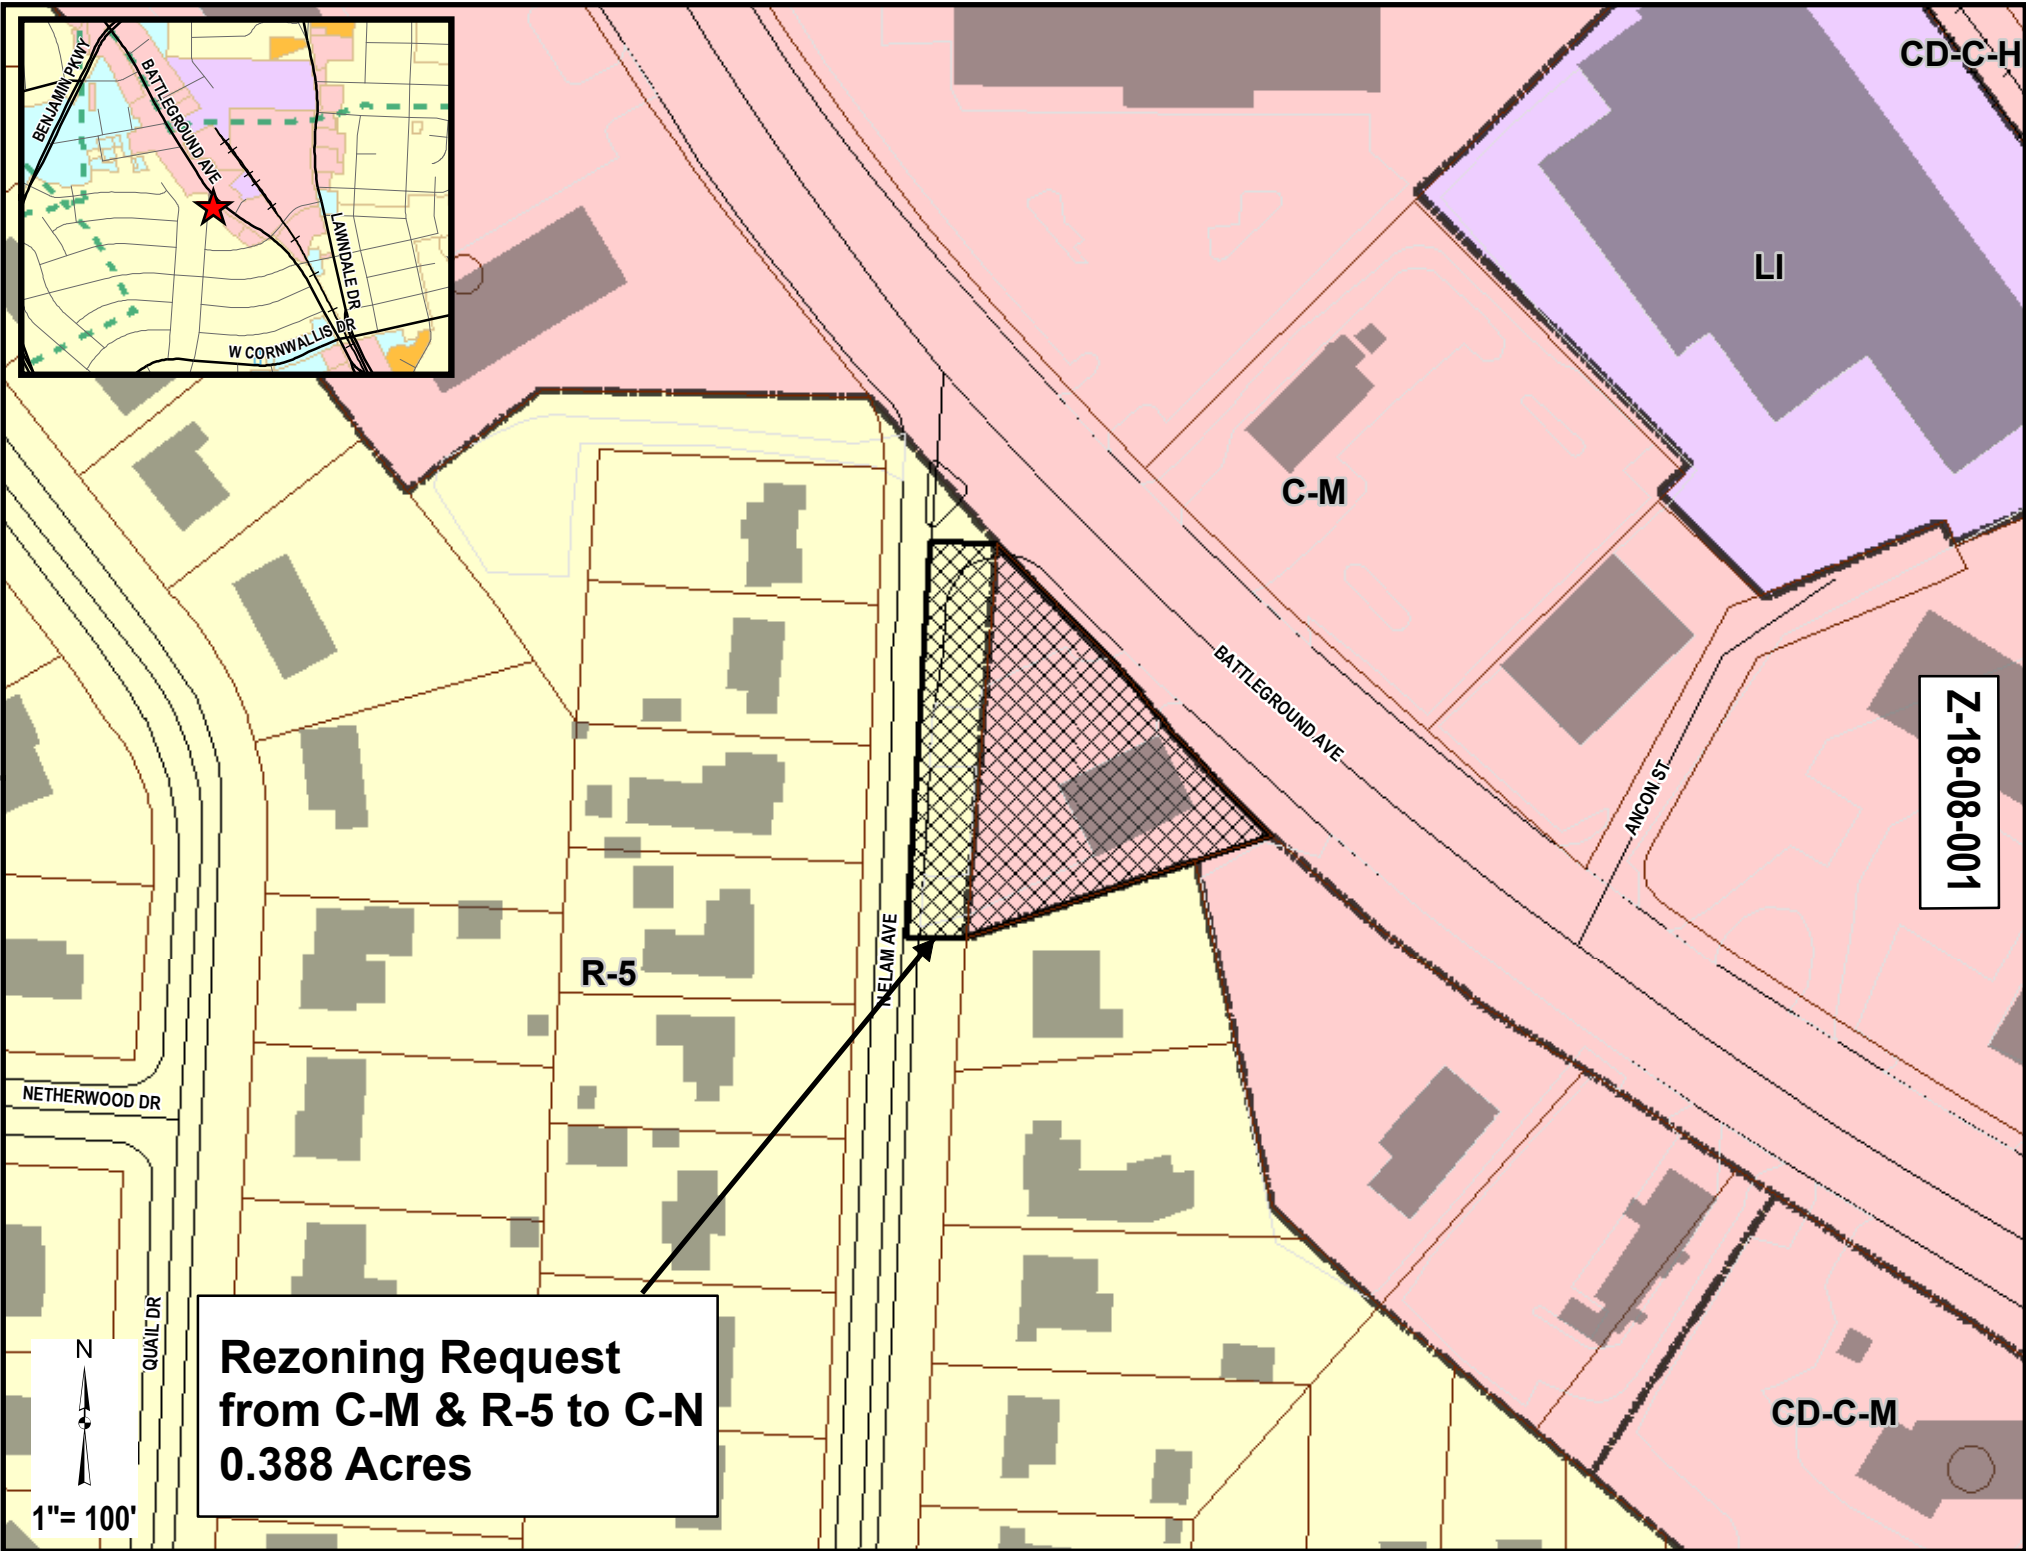 BENJAMIN PKWY
BATTLEGROUND AVE
LAWNDALE DR
W CORNWALLIS DR
CD-C-H
LI
C-M
BATTLEGROUND AVE
ANCON ST
Z-18-08-001
N ELAM AVE
R-5
NETHERWOOD DR
QUAIL DR
CD-C-M
Rezoning Request
from C-M & R-5 to C-N
0.388 Acres
N
1"= 100'